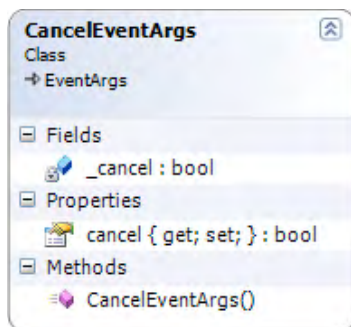 CancelEventArgs
Class
EventArgs
Fields
_cancel : bool
Properties
cancel { get; set; } : bool
Methods
CancelEventArgs()